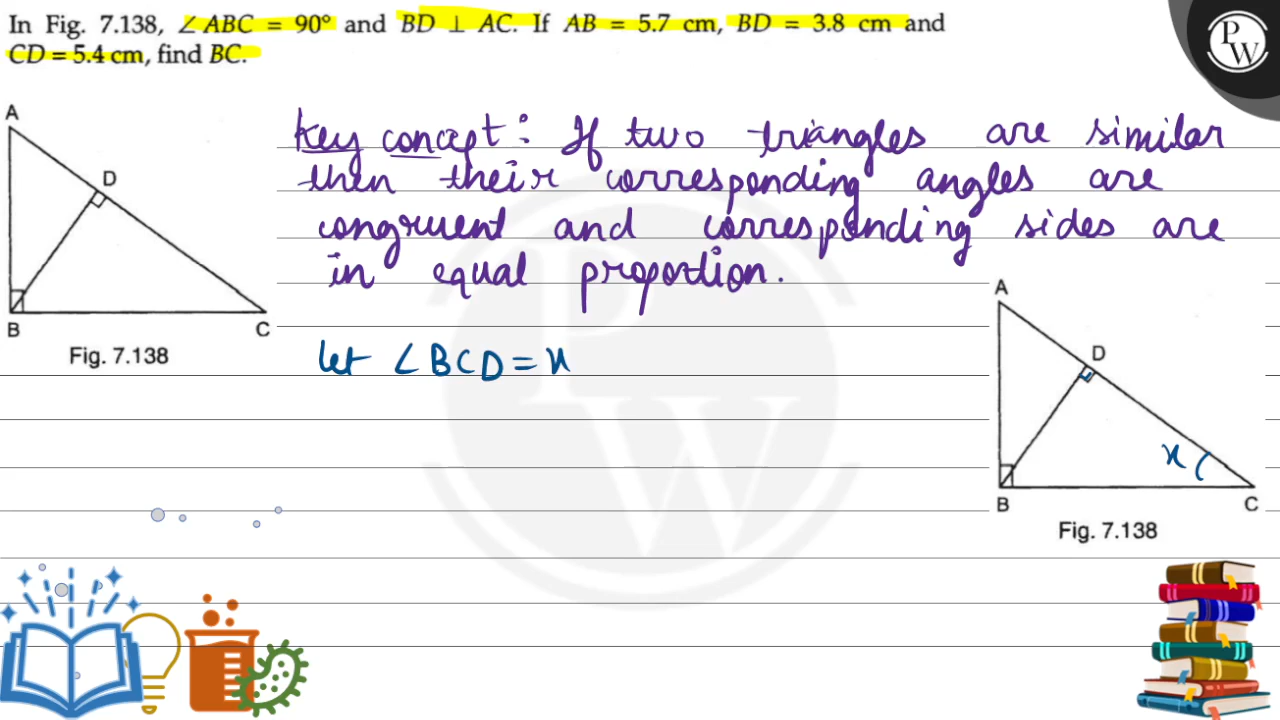 In Fig. 7.138, ∠ABC = 90° and BD ⊥ AC. If AB = 5.7 cm, BD = 3.8 cm and
CD = 5.4 cm, find BC.
PW
A
D
B
C
Fig. 7.138
Key concept: If two triangles are similar
then their corresponding angles are
congruent and corresponding sides are
in equal proportion.
let ∠BCD = x
A
D
x
B
C
Fig. 7.138
PW